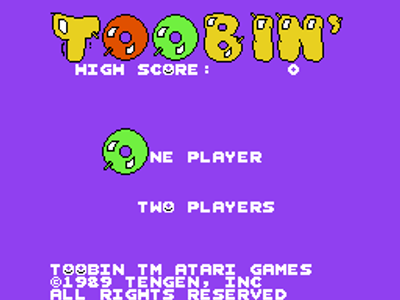 TOOBIN'
HIGH SCORE: 0
ONE PLAYER
TWO PLAYERS
TOOBIN TM ATARI GAMES
©1989 TENGEN, INC
ALL RIGHTS RESERVED